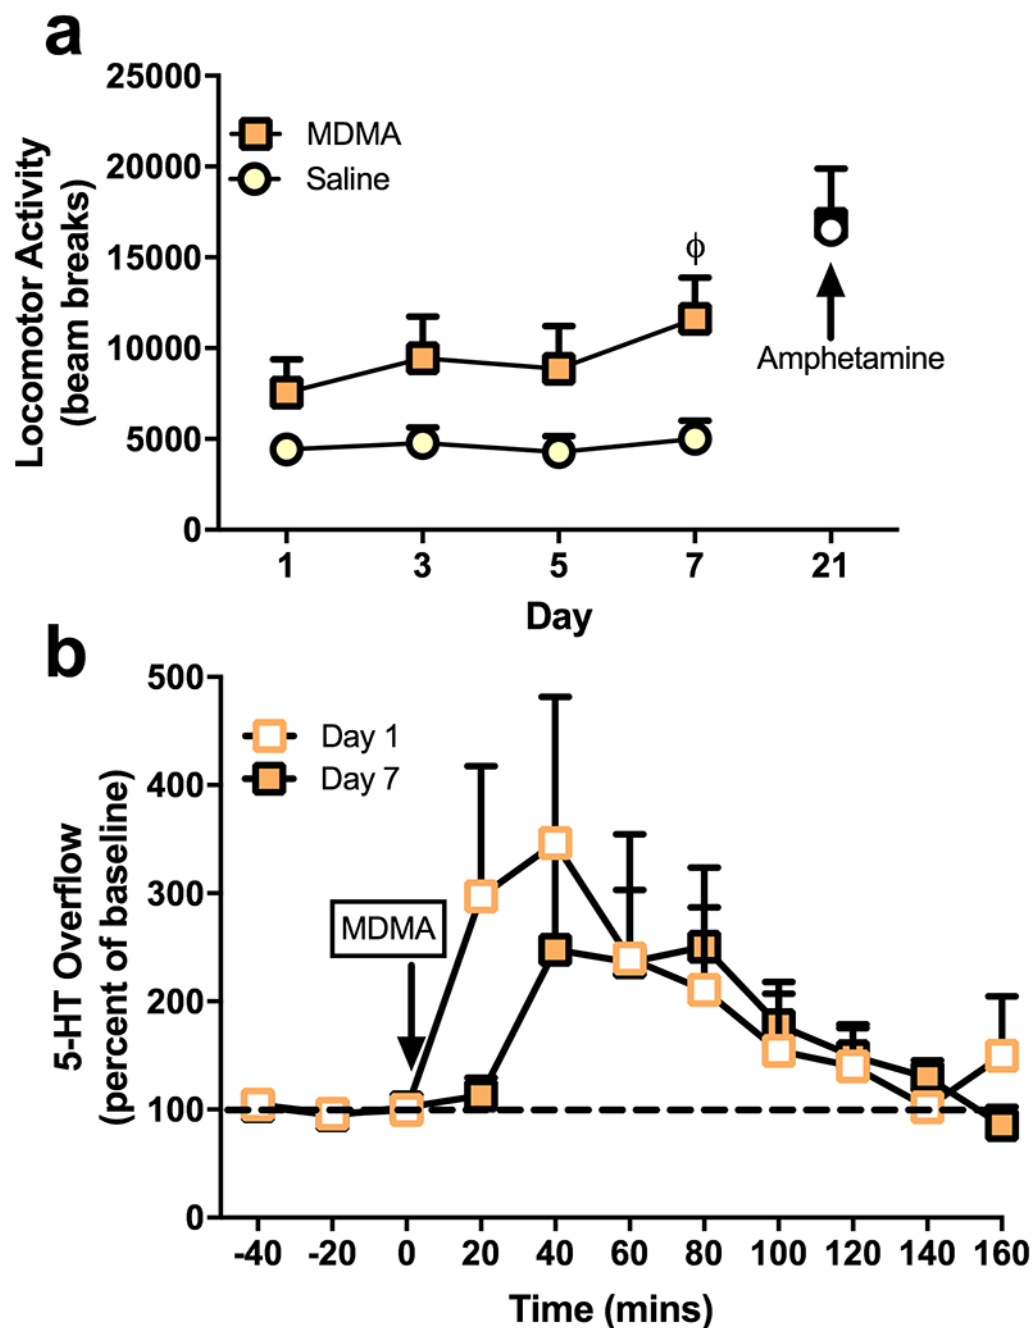 a
25000
20000
15000
10000
5000
0
Locomotor Activity
(beam breaks)
MDMA
Saline
ϕ
Amphetamine
1 3 5 7 21
Day
b
500
400
300
200
100
0
5-HT Overflow
(percent of baseline)
Day 1
Day 7
MDMA
-40 -20 0 20 40 60 80 100 120 140 160
Time (mins)